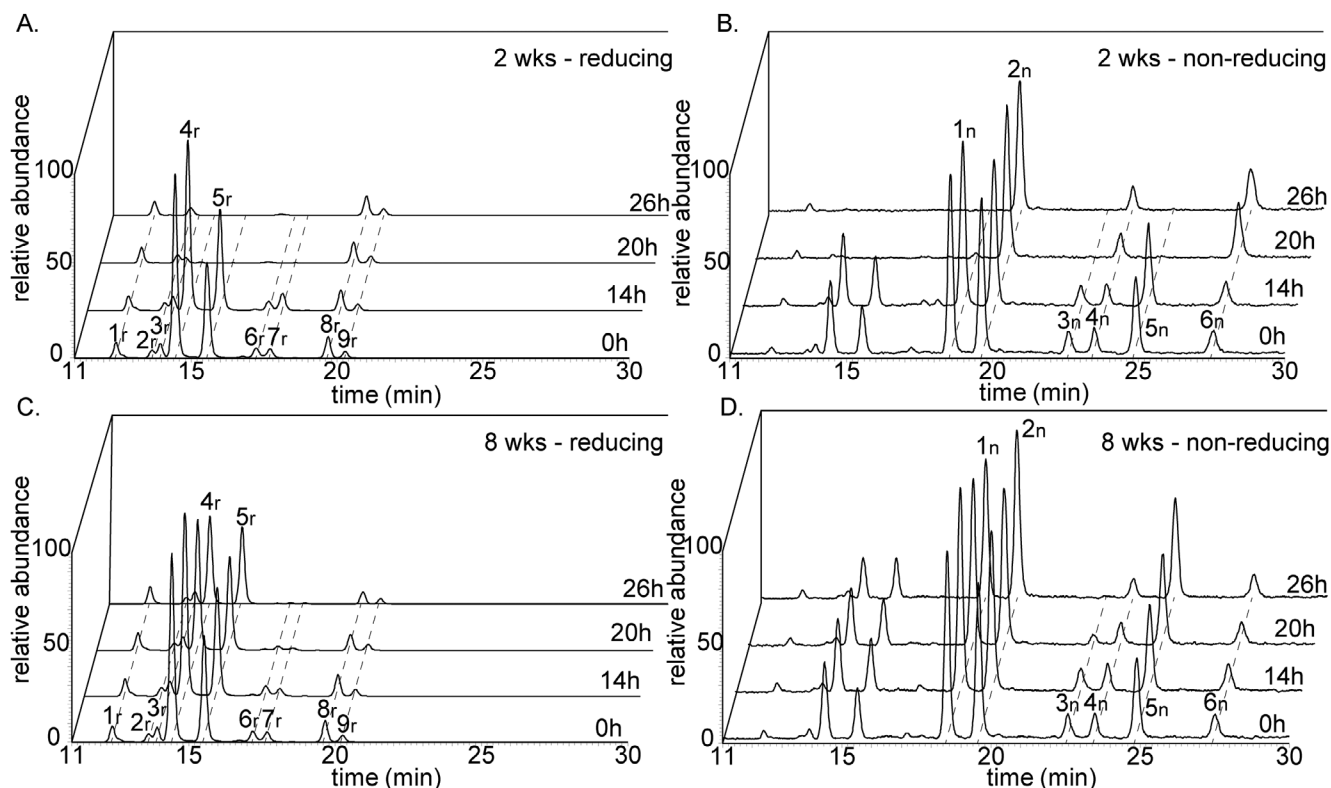 A.
2 wks - reducing
relative abundance
100
50
0
4r
5r
1r
2r
3r
6r
7r
8r
9r
26h
20h
14h
0h
11
15
20
25
30
time (min)
B.
2 wks - non-reducing
relative abundance
100
50
0
1n
2n
3n
4n
5n
6n
26h
20h
14h
0h
11
15
20
25
30
time (min)
C.
8 wks - reducing
relative abundance
100
50
0
4r
5r
1r
2r
3r
6r
7r
8r
9r
26h
20h
14h
0h
11
15
20
25
30
time (min)
D.
8 wks - non-reducing
relative abundance
100
50
0
1n
2n
3n
4n
5n
6n
26h
20h
14h
0h
11
15
20
25
30
time (min)